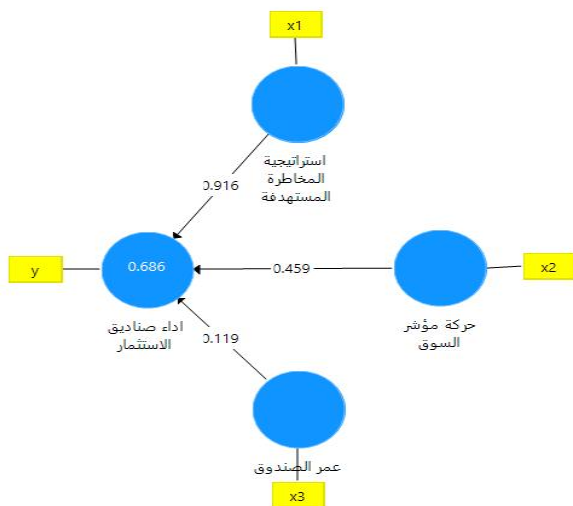 x1
استراتيجية
المخاطرة
المستهدفة
0.916
y
0.686
0.459
x2
اداء صناديق
الاستثمار
حركة مؤشر
السوق
0.119
عمر الصندوق
x3